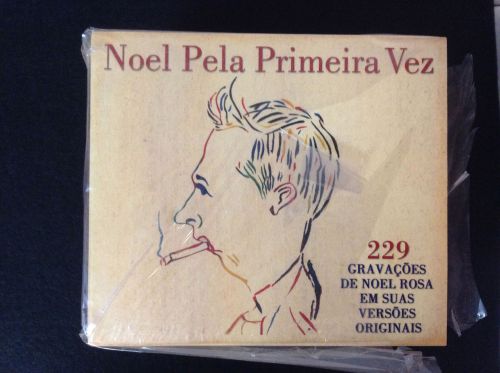 Noel Pela Primeira Vez
229
GRAVAÇÕES
DE NOEL ROSA
EM SUAS
VERSÕES
ORIGINAIS